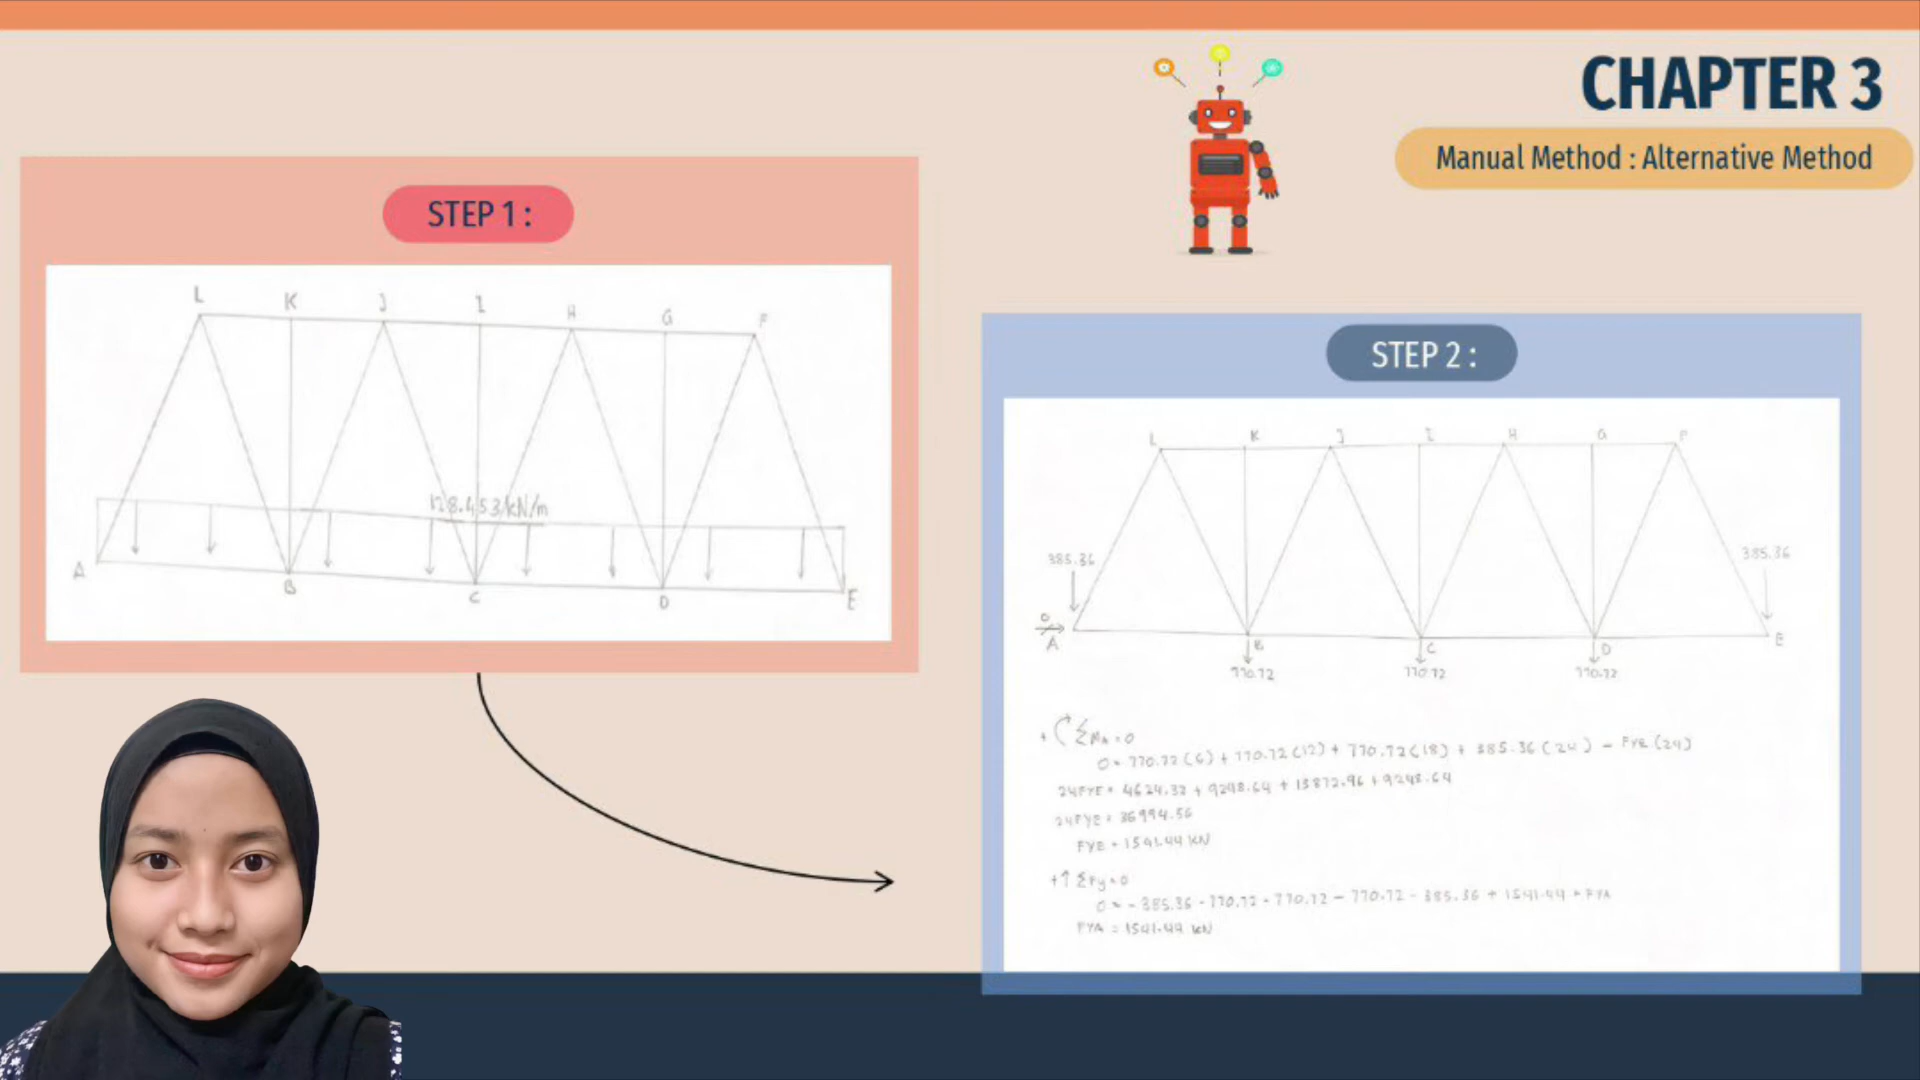 CHAPTER 3
Manual Method : Alternative Method
STEP 1 :
L K J I H G F
128.453 kN/m
A B C D E
STEP 2 :
L K J I H G F
385.36 385.36
0
A B C D E
770.72 770.72 770.72
+ ΣMA = 0
0 = 770.72 (6) + 770.72 (12) + 770.72 (18) + 385.36 (24) - FYE (24)
24FYE = 4624.32 + 9248.64 + 13872.96 + 9248.64
24FYE = 36994.56
FYE = 1541.44 kN
+↑ ΣFy = 0
0 = - 385.36 - 770.72 - 770.72 - 770.72 - 385.36 + 1541.44 + FYA
FYA = 1541.44 kN